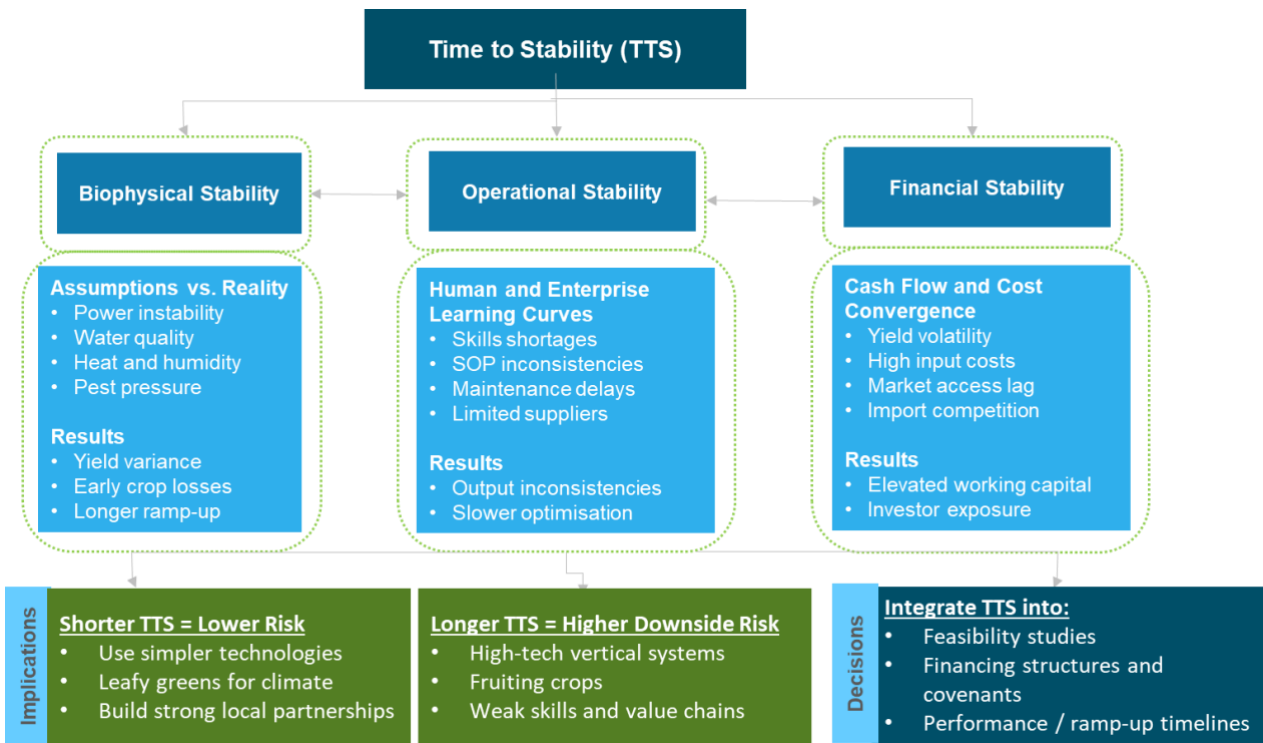 Time to Stability (TTS)
Biophysical Stability
Operational Stability
Financial Stability
Assumptions vs. Reality
• Power instability
• Water quality
• Heat and humidity
• Pest pressure
Results
• Yield variance
• Early crop losses
• Longer ramp-up
Human and Enterprise
Learning Curves
• Skills shortages
• SOP inconsistencies
• Maintenance delays
• Limited suppliers
Results
• Output inconsistencies
• Slower optimisation
Cash Flow and Cost
Convergence
• Yield volatility
• High input costs
• Market access lag
• Import competition
Results
• Elevated working capital
• Investor exposure
Implications
Shorter TTS = Lower Risk
• Use simpler technologies
• Leafy greens for climate
• Build strong local partnerships
Longer TTS = Higher Downside Risk
• High-tech vertical systems
• Fruiting crops
• Weak skills and value chains
Decisions
Integrate TTS into:
• Feasibility studies
• Financing structures and
covenants
• Performance / ramp-up timelines